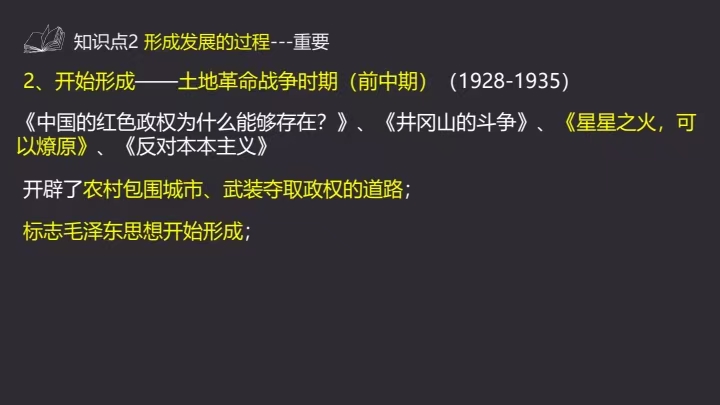 知识点2 形成发展的过程---重要
2、开始形成——土地革命战争时期（前中期）（1928-1935）
《中国的红色政权为什么能够存在？》、《井冈山的斗争》、《星星之火，可
以燎原》、《反对本本主义》
开辟了农村包围城市、武装夺取政权的道路；
标志毛泽东思想开始形成；